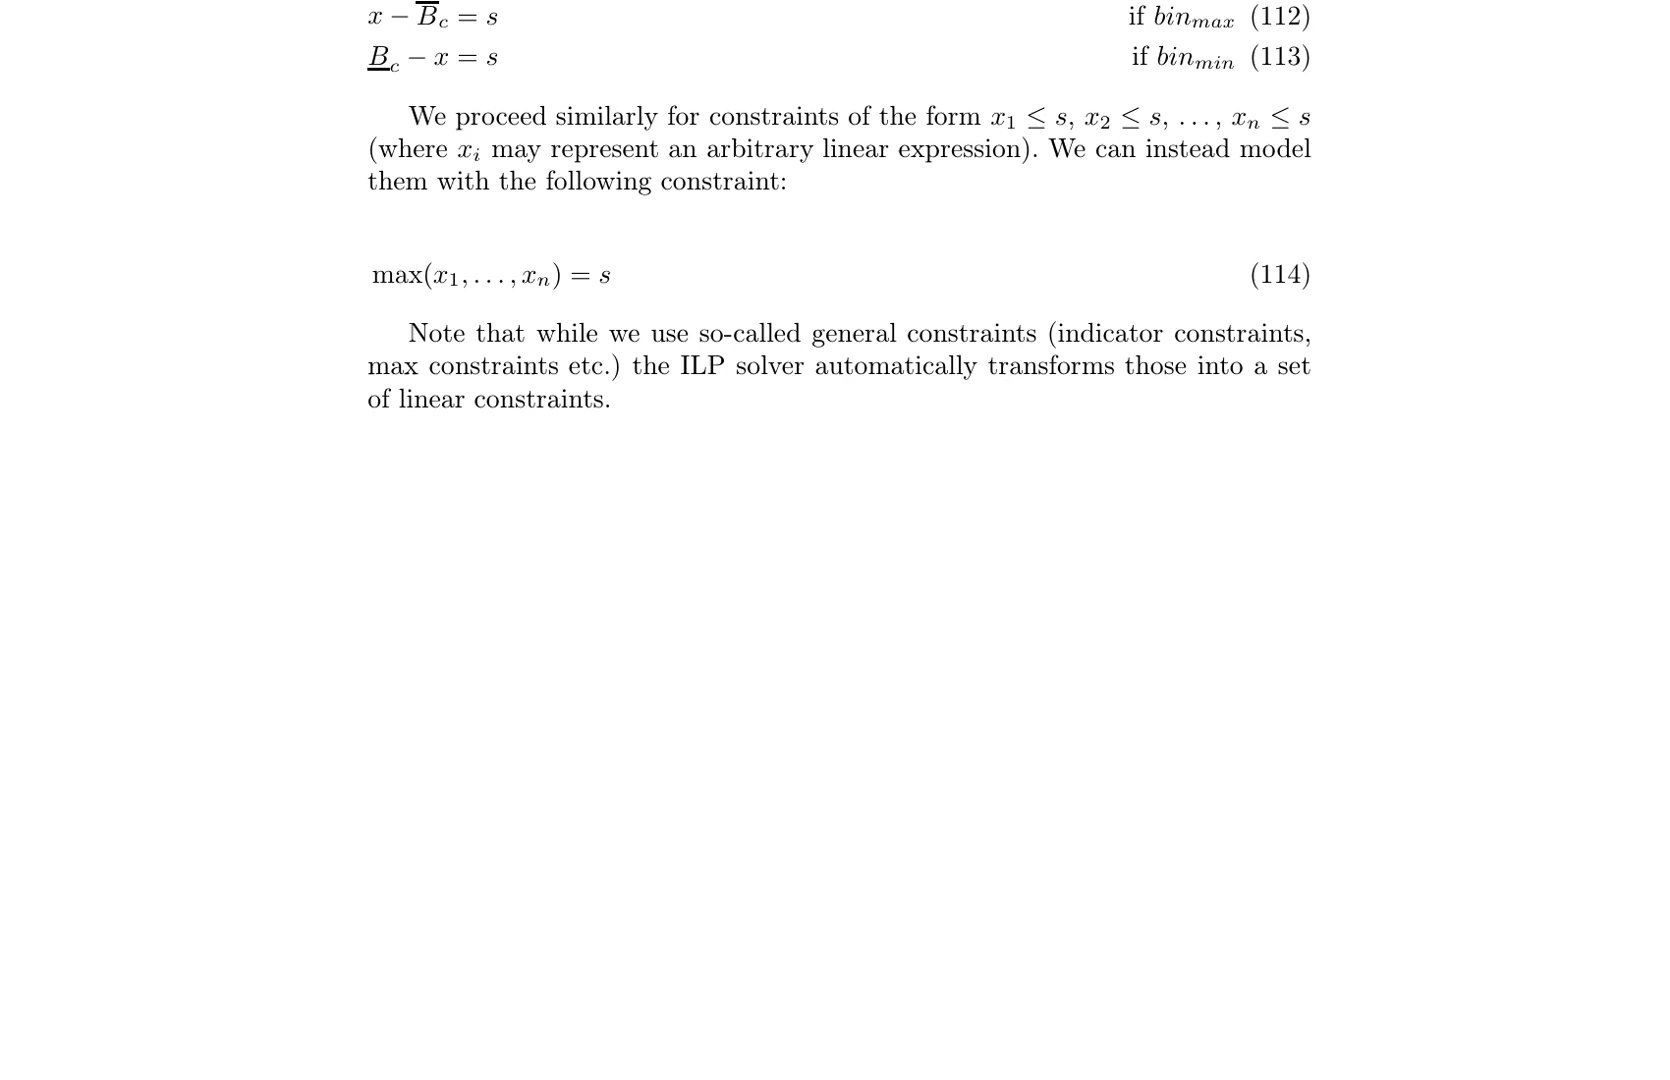 x − B̅_c = s if bin_max (112)
B̲_c − x = s if bin_min (113)
We proceed similarly for constraints of the form x₁ ≤ s, x₂ ≤ s, …, xₙ ≤ s
(where xᵢ may represent an arbitrary linear expression). We can instead model
them with the following constraint:
max(x₁, …, xₙ) = s (114)
Note that while we use so-called general constraints (indicator constraints,
max constraints etc.) the ILP solver automatically transforms those into a set
of linear constraints.